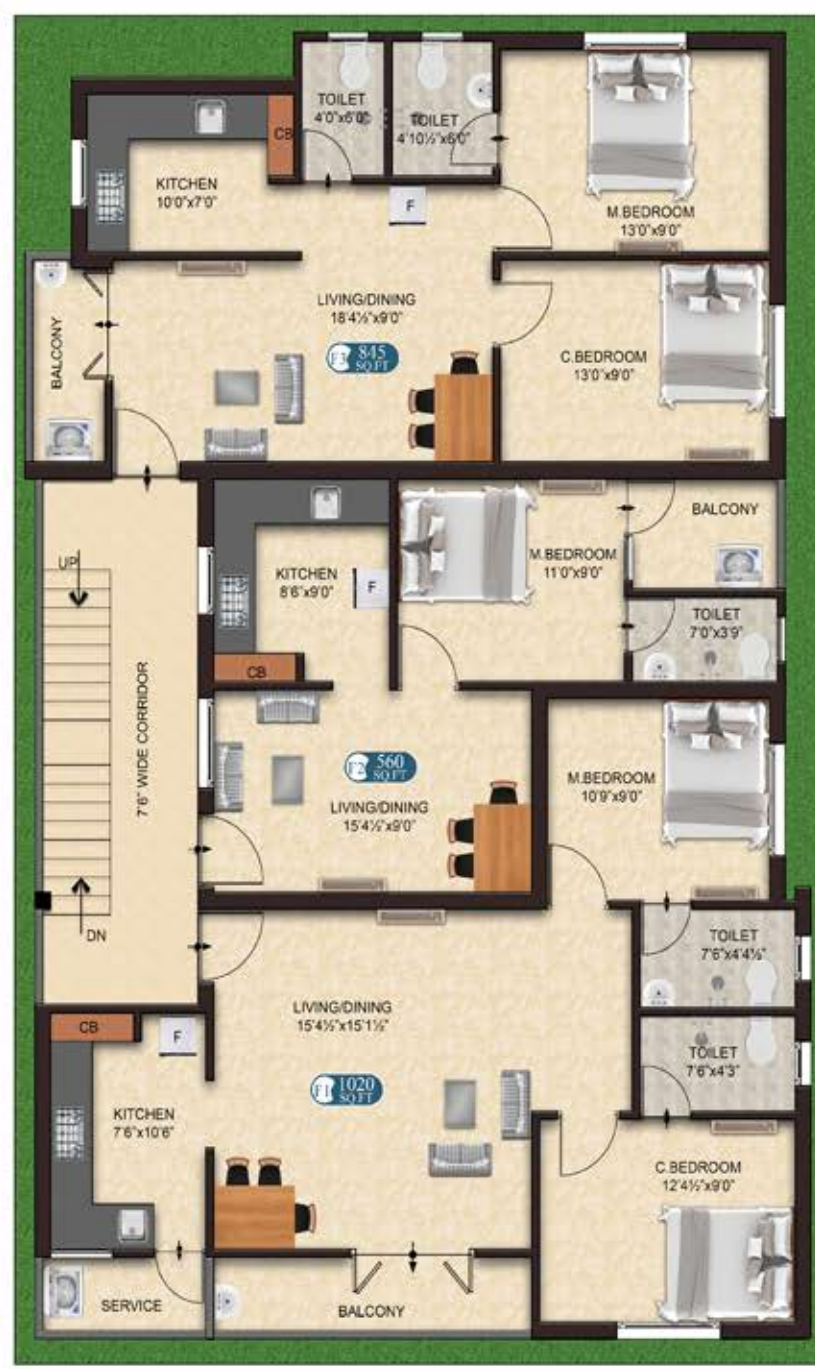 TOILET
4'0"x6'0"
TOILET
4'10½"x6'0"
CB
KITCHEN
10'0"x7'0"
F
M.BEDROOM
13'0"x9'0"
BALCONY
LIVING/DINING
18'4½"x9'0"
F3 845
SQ.FT
C.BEDROOM
13'0"x9'0"
BALCONY
M.BEDROOM
11'0"x9'0"
UP
KITCHEN
8'6"x9'0"
F
TOILET
7'0"x3'9"
CB
7'6" WIDE CORRIDOR
F2 560
SQ.FT
M.BEDROOM
10'9"x9'0"
LIVING/DINING
15'4½"x9'0"
DN
TOILET
7'6"x4'4½"
LIVING/DINING
15'4½"x15'1½"
CB
F
TOILET
7'6"x4'3"
F1 1020
SQ.FT
KITCHEN
7'6"x10'6"
C.BEDROOM
12'4½"x9'0"
SERVICE
BALCONY